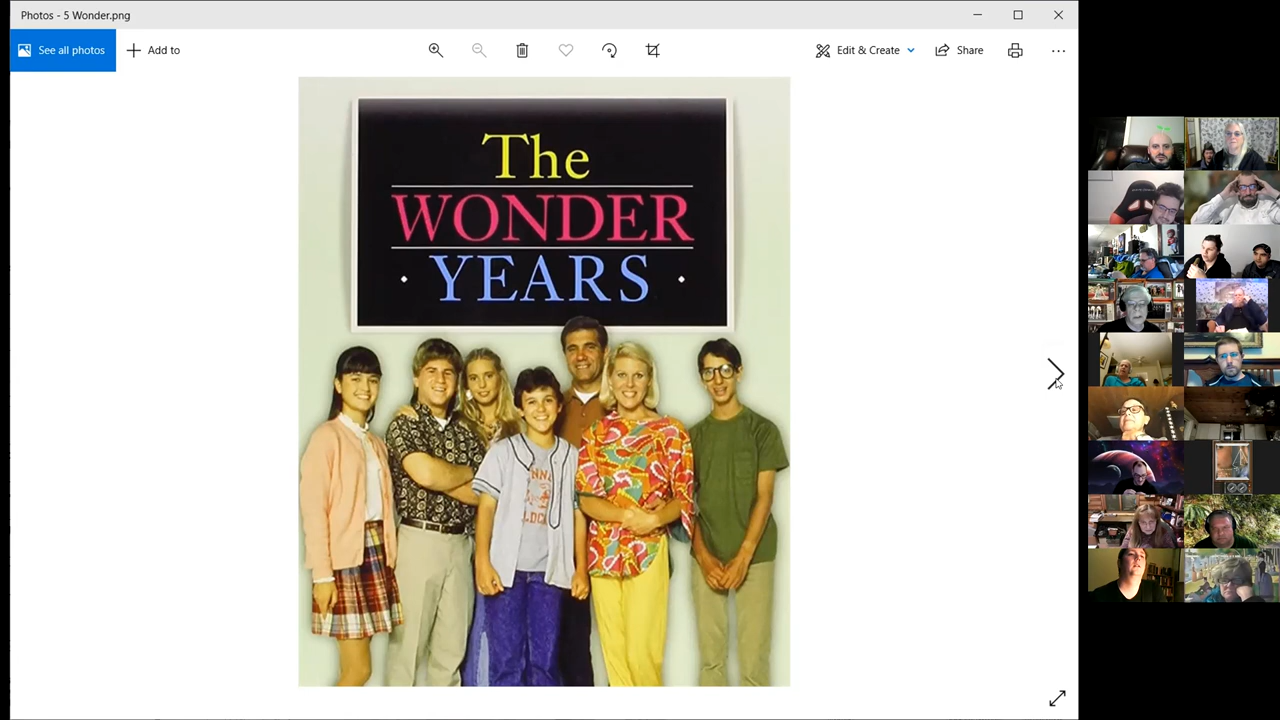 Photos - 5 Wonder.png
See all photos
Add to
Edit & Create
Share
The
WONDER
· YEARS ·